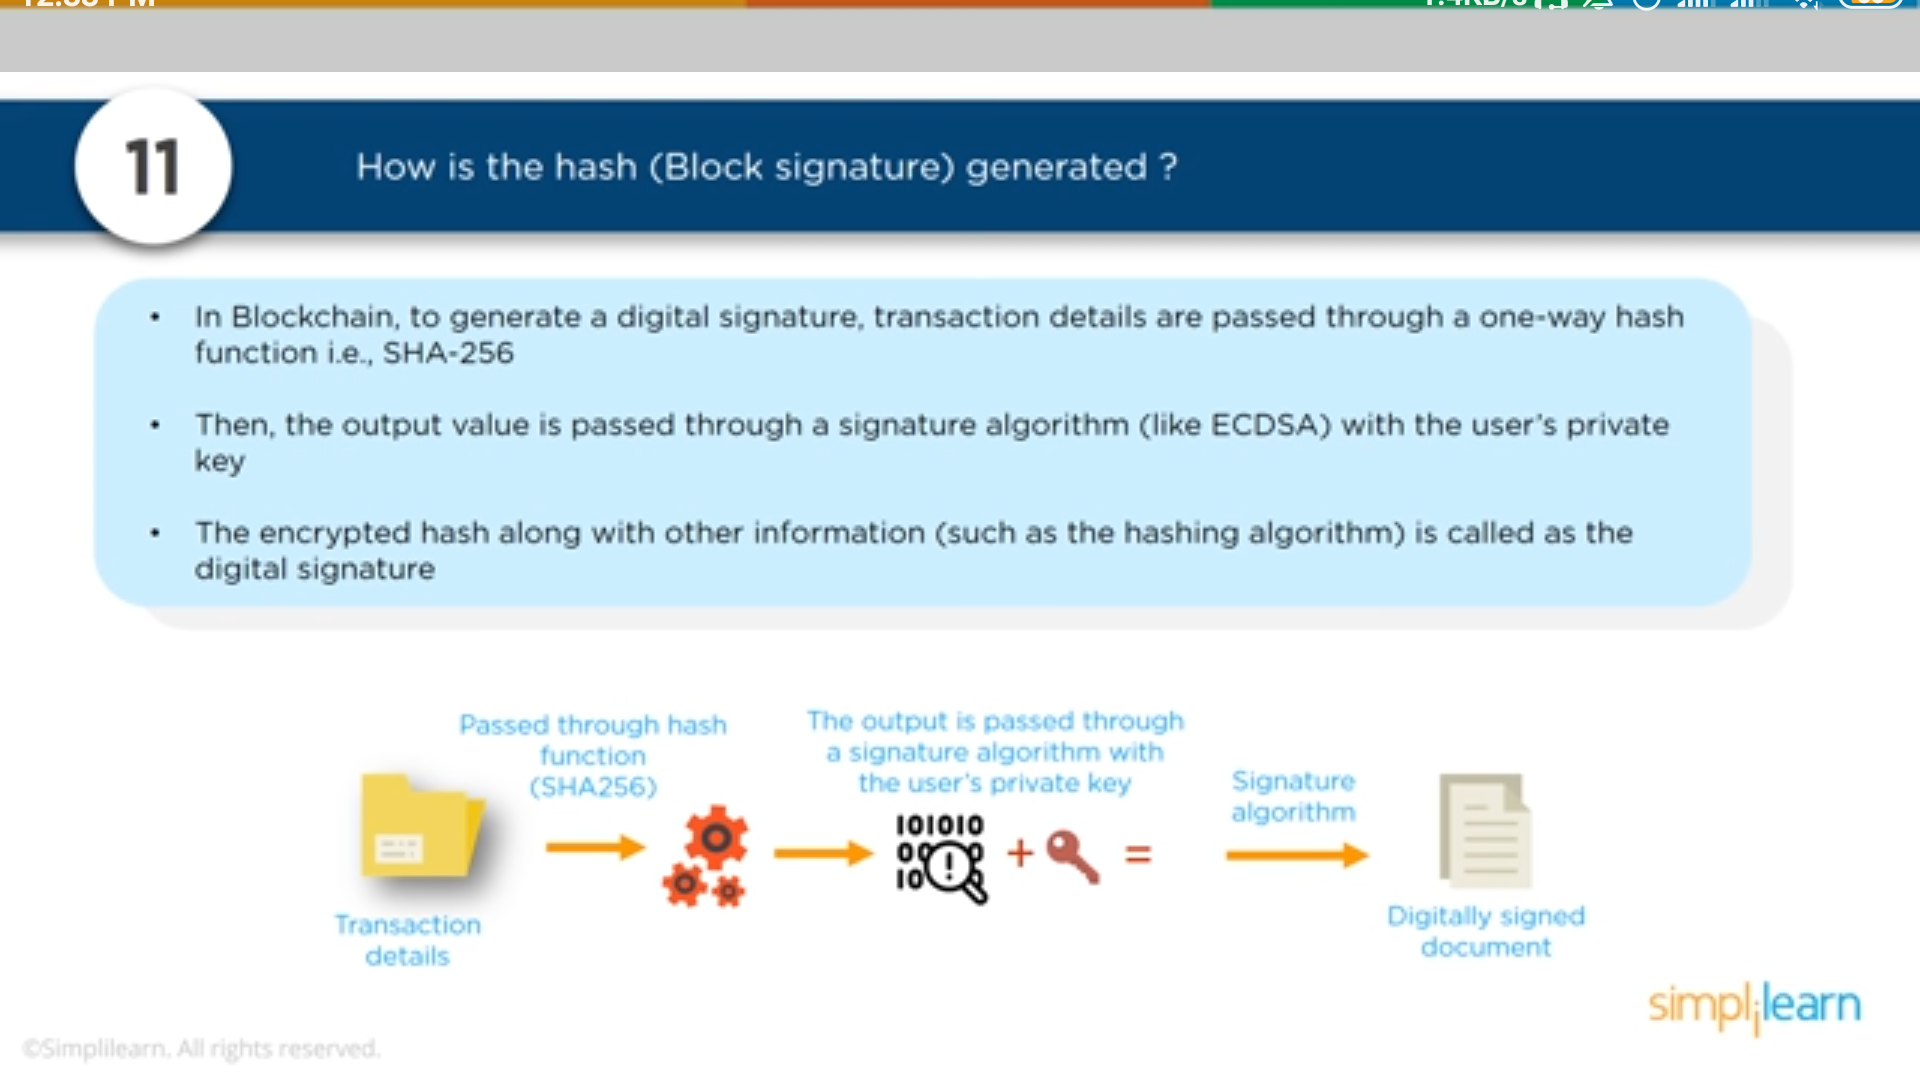 11
How is the hash (Block signature) generated ?
• In Blockchain, to generate a digital signature, transaction details are passed through a one-way hash
function i.e., SHA-256
• Then, the output value is passed through a signature algorithm (like ECDSA) with the user's private
key
• The encrypted hash along with other information (such as the hashing algorithm) is called as the
digital signature
Passed through hash
function
(SHA256)
The output is passed through
a signature algorithm with
the user's private key
Signature
algorithm
101010
10
+
=
Transaction
details
Digitally signed
document
simplilearn
©Simplilearn. All rights reserved.